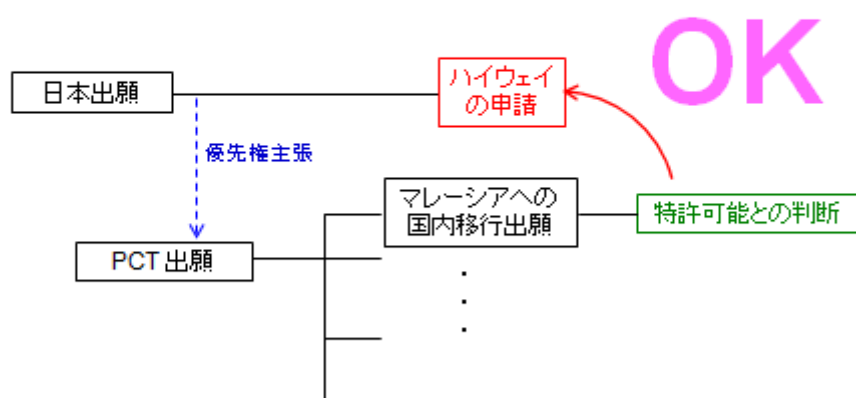 OK
日本出願
ハイウェイ
の申請
優先権主張
マレーシアへの
国内移行出願
特許可能との判断
PCT 出願